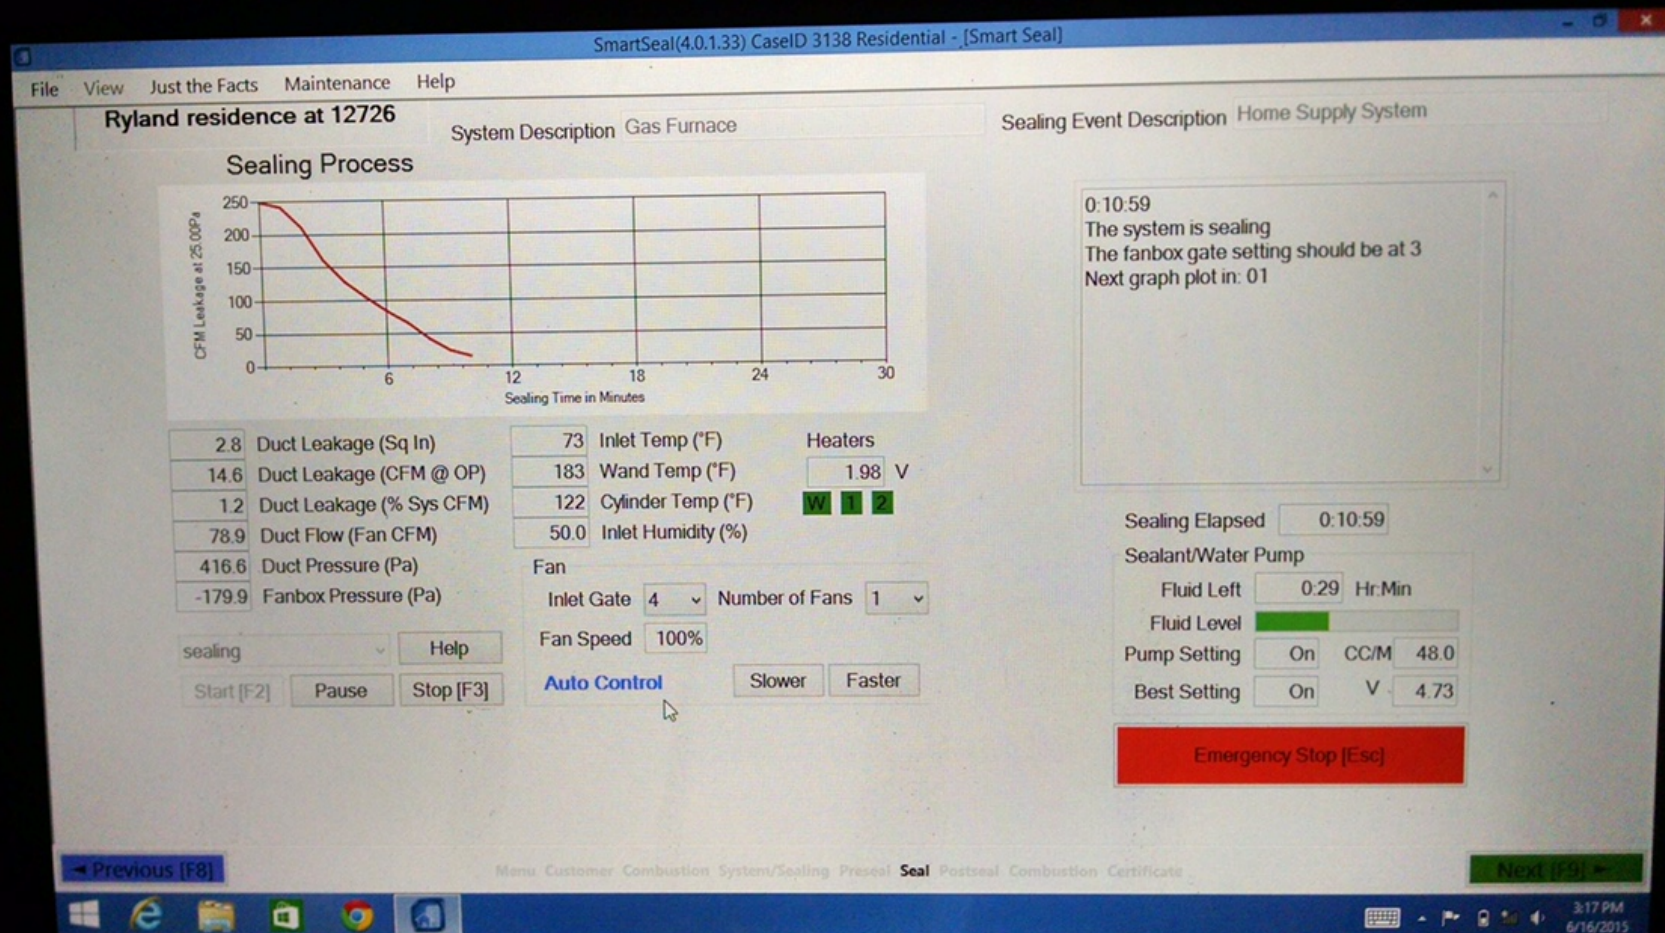 SmartSeal(4.0.1.33) CaseID 3138 Residential - [Smart Seal]
File View Just the Facts Maintenance Help
Ryland residence at 12726
System Description Gas Furnace
Sealing Event Description Home Supply System
Sealing Process
CFM Leakage at 25.00Pa
250
200
150
100
50
0
6 12 18 24 30
Sealing Time in Minutes
0:10:59
The system is sealing
The fanbox gate setting should be at 3
Next graph plot in: 01
2.8 Duct Leakage (Sq In)
14.6 Duct Leakage (CFM @ OP)
1.2 Duct Leakage (% Sys CFM)
78.9 Duct Flow (Fan CFM)
416.6 Duct Pressure (Pa)
-179.9 Fanbox Pressure (Pa)
sealing Help
Start [F2] Pause Stop [F3]
73 Inlet Temp (°F)
183 Wand Temp (°F)
122 Cylinder Temp (°F)
50.0 Inlet Humidity (%)
Heaters
1.98 V
W 1 2
Fan
Inlet Gate 4 Number of Fans 1
Fan Speed 100%
Auto Control Slower Faster
Sealing Elapsed 0:10:59
Sealant/Water Pump
Fluid Left 0:29 Hr:Min
Fluid Level
Pump Setting On CC/M 48.0
Best Setting On V 4.73
Emergency Stop [Esc]
Previous [F8]
Menu Customer Combustion System/Sealing Preseal Seal Postseal Combustion Certificate
Next [F9]
3:17 PM
6/16/2015